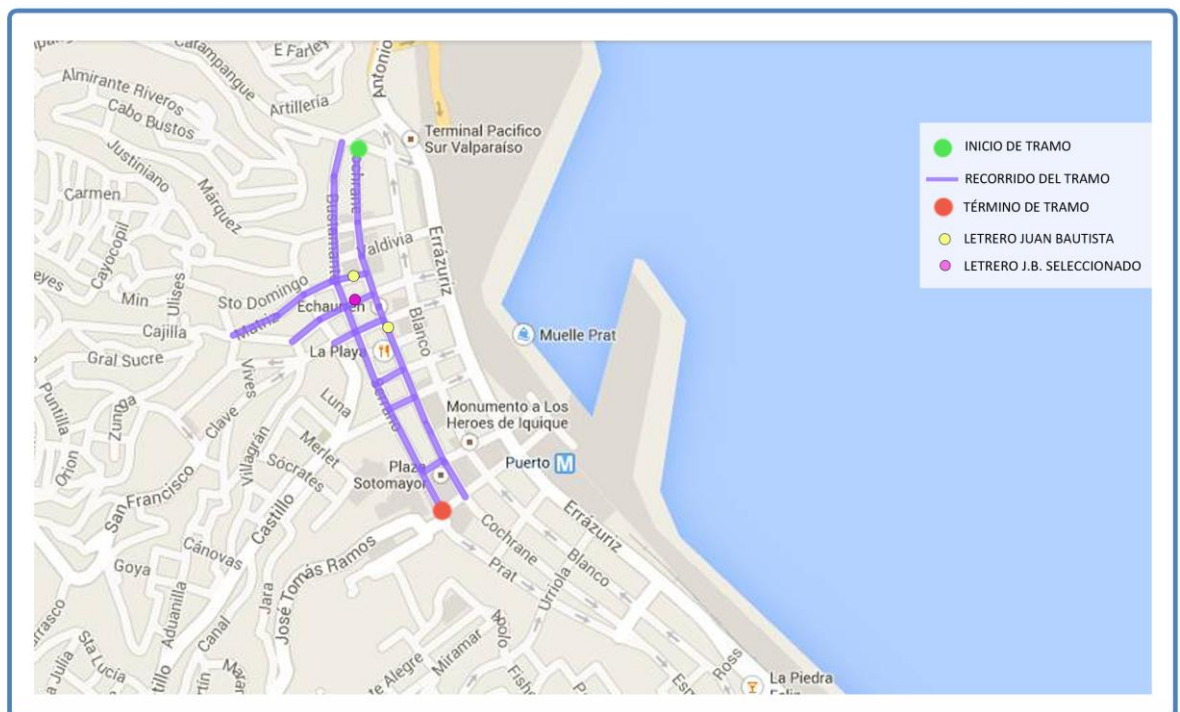 Catampangue
E Farley
Antonio
Almirante Riveros
Artillería
Cabo Bustos
Terminal Pacifico
Sur Valparaíso
Justiniano
INICIO DE TRAMO
Cochrane
RECORRIDO DEL TRAMO
Carmen
Márquez
Bustamante
TÉRMINO DE TRAMO
Errázuriz
Valdivia
LETRERO JUAN BAUTISTA
Cayocopil
LETRERO J.B. SELECCIONADO
Ulises
Sto Domingo
Min
Echaurren
Matriz
Cajilla
Blanco
Muelle Prat
La Playa
Gral Sucre
Vives
Luna
Puntilla
Clave
Serrano
Monumento a Los
Heroes de Iquique
Villagrán
Merlet
Orion
Sócrates
Plaza
Sotomayor
Puerto M
San Francisco
Castillo
Errázuriz
Cochrane
Cánovas
Blanco
Goya
José Tomás Ramos
Prat
Jara
Urriola
Aduanilla
Canal
Apolo
Sta Lucía
Miramar
Ross
te Alegre
La Piedra